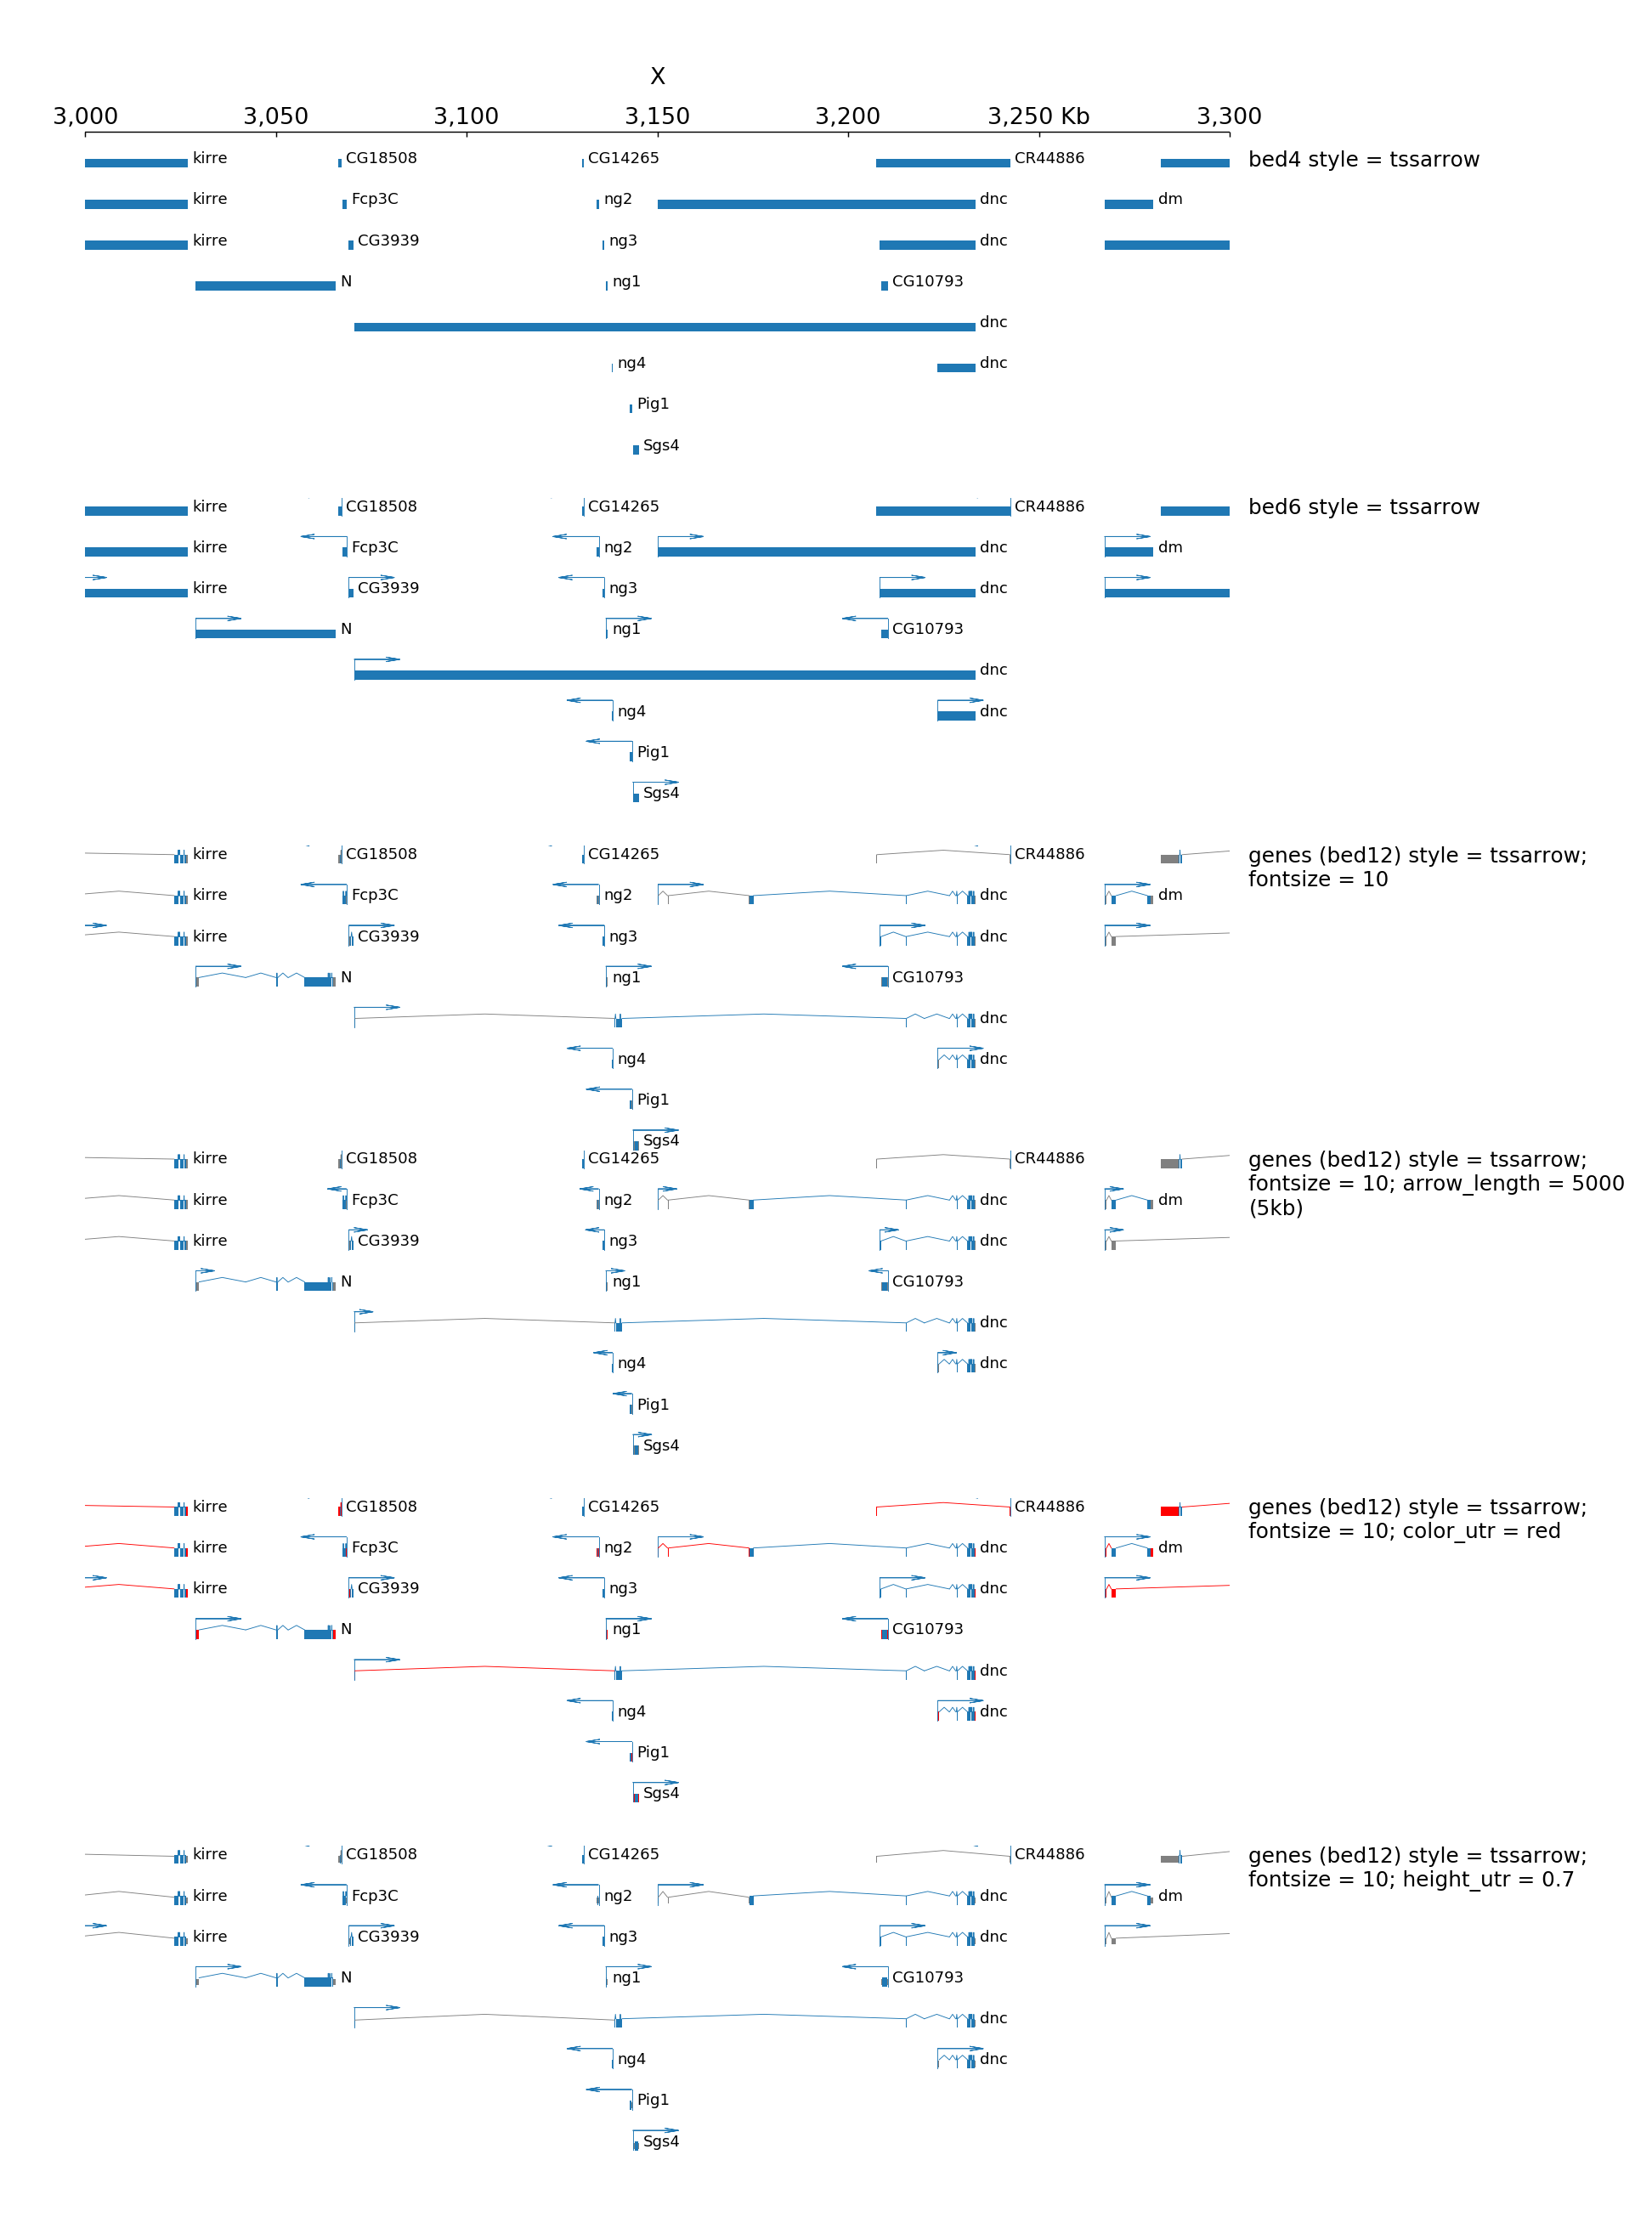 X
3,000 3,050 3,100 3,150 3,200 3,250 Kb 3,300
kirre CG18508 CG14265 CR44886 bed4 style = tssarrow
kirre Fcp3C ng2 dnc dm
kirre CG3939 ng3 dnc
N ng1 CG10793
dnc
ng4 dnc
Pig1
Sgs4
kirre CG18508 CG14265 CR44886 bed6 style = tssarrow
kirre Fcp3C ng2 dnc dm
kirre CG3939 ng3 dnc
N ng1 CG10793
dnc
ng4 dnc
Pig1
Sgs4
kirre CG18508 CG14265 CR44886 genes (bed12) style = tssarrow;
fontsize = 10
kirre Fcp3C ng2 dnc dm
kirre CG3939 ng3 dnc
N ng1 CG10793
dnc
ng4 dnc
Pig1
Sgs4
kirre CG18508 CG14265 CR44886 genes (bed12) style = tssarrow;
fontsize = 10; arrow_length = 5000
(5kb)
kirre Fcp3C ng2 dnc dm
kirre CG3939 ng3 dnc
N ng1 CG10793
dnc
ng4 dnc
Pig1
Sgs4
kirre CG18508 CG14265 CR44886 genes (bed12) style = tssarrow;
fontsize = 10; color_utr = red
kirre Fcp3C ng2 dnc dm
kirre CG3939 ng3 dnc
N ng1 CG10793
dnc
ng4 dnc
Pig1
Sgs4
kirre CG18508 CG14265 CR44886 genes (bed12) style = tssarrow;
fontsize = 10; height_utr = 0.7
kirre Fcp3C ng2 dnc dm
kirre CG3939 ng3 dnc
N ng1 CG10793
dnc
ng4 dnc
Pig1
Sgs4